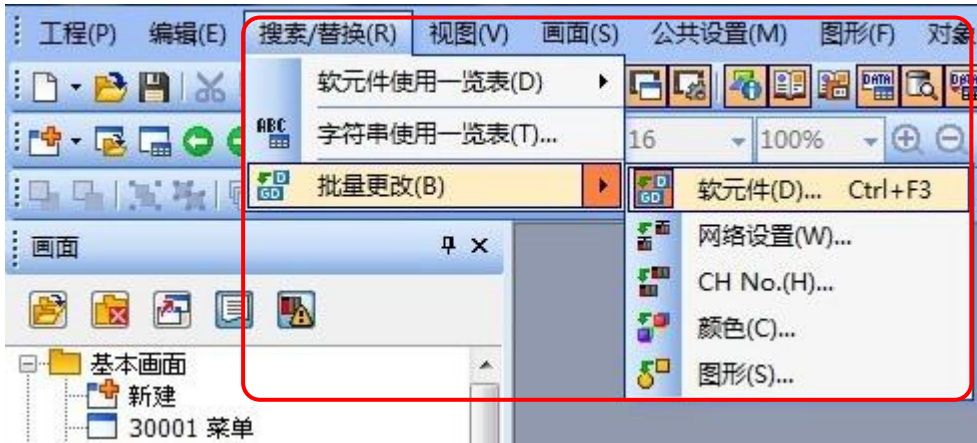 工程(P) 编辑(E) 搜索/替换(R) 视图(V) 画面(S) 公共设置(M) 图形(F) 对象
软元件使用一览表(D)
ABC 字符串使用一览表(T)...
16 100%
批量更改(B)
软元件(D)... Ctrl+F3
网络设置(W)...
CH No.(H)...
颜色(C)...
图形(S)...
画面
基本画面
新建
30001 菜单